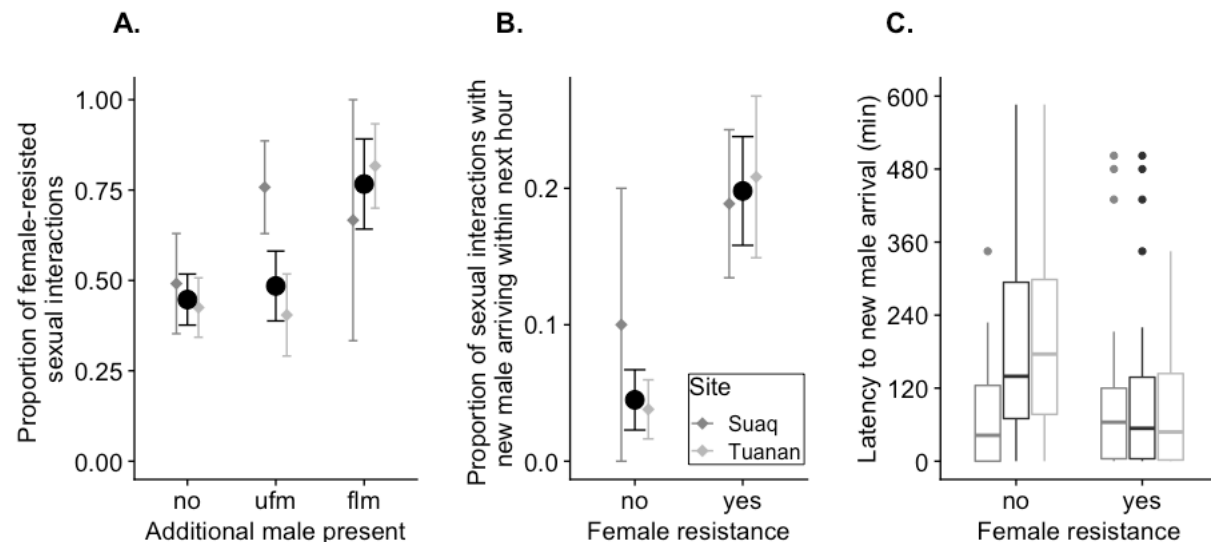 A.
Proportion of female-resisted
sexual interactions
1.00
0.75
0.50
0.25
0.00
no ufm flm
Additional male present
B.
Proportion of sexual interactions with
new male arriving within next hour
0.2
0.1
0.0
Site
Suaq
Tuanan
no yes
Female resistance
C.
Latency to new male arrival (min)
600
480
360
240
120
0
no yes
Female resistance